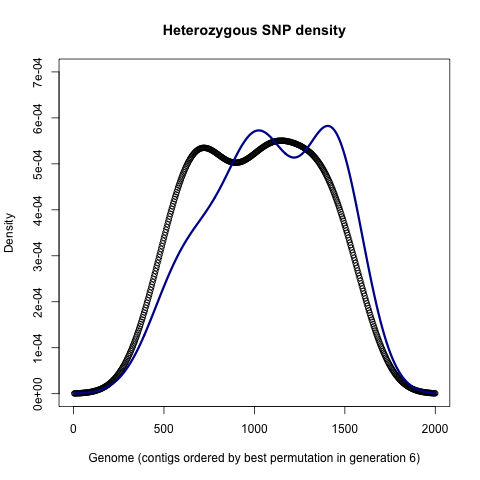 Heterozygous SNP density
Density
7e-04
6e-04
5e-04
4e-04
3e-04
2e-04
1e-04
0e+00
0 500 1000 1500 2000
Genome (contigs ordered by best permutation in generation 6)